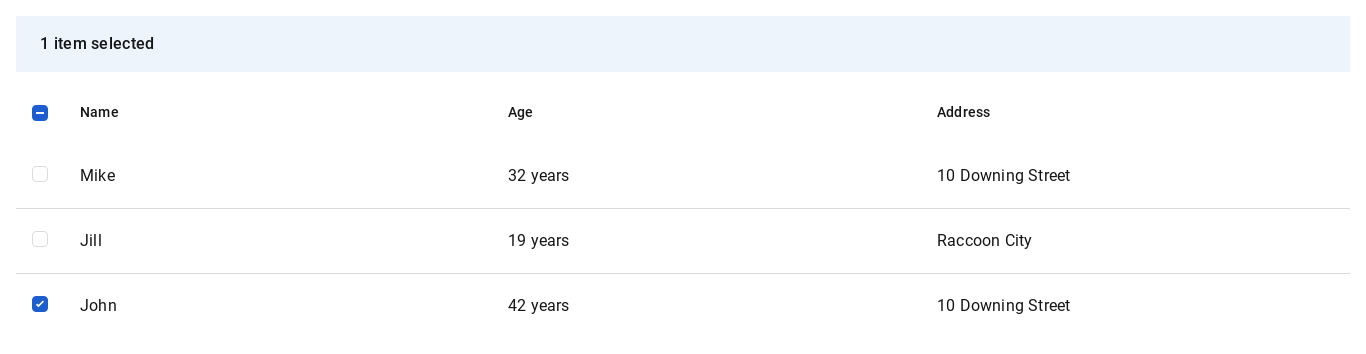 1 item selected
Name Age Address
Mike 32 years 10 Downing Street
Jill 19 years Raccoon City
John 42 years 10 Downing Street